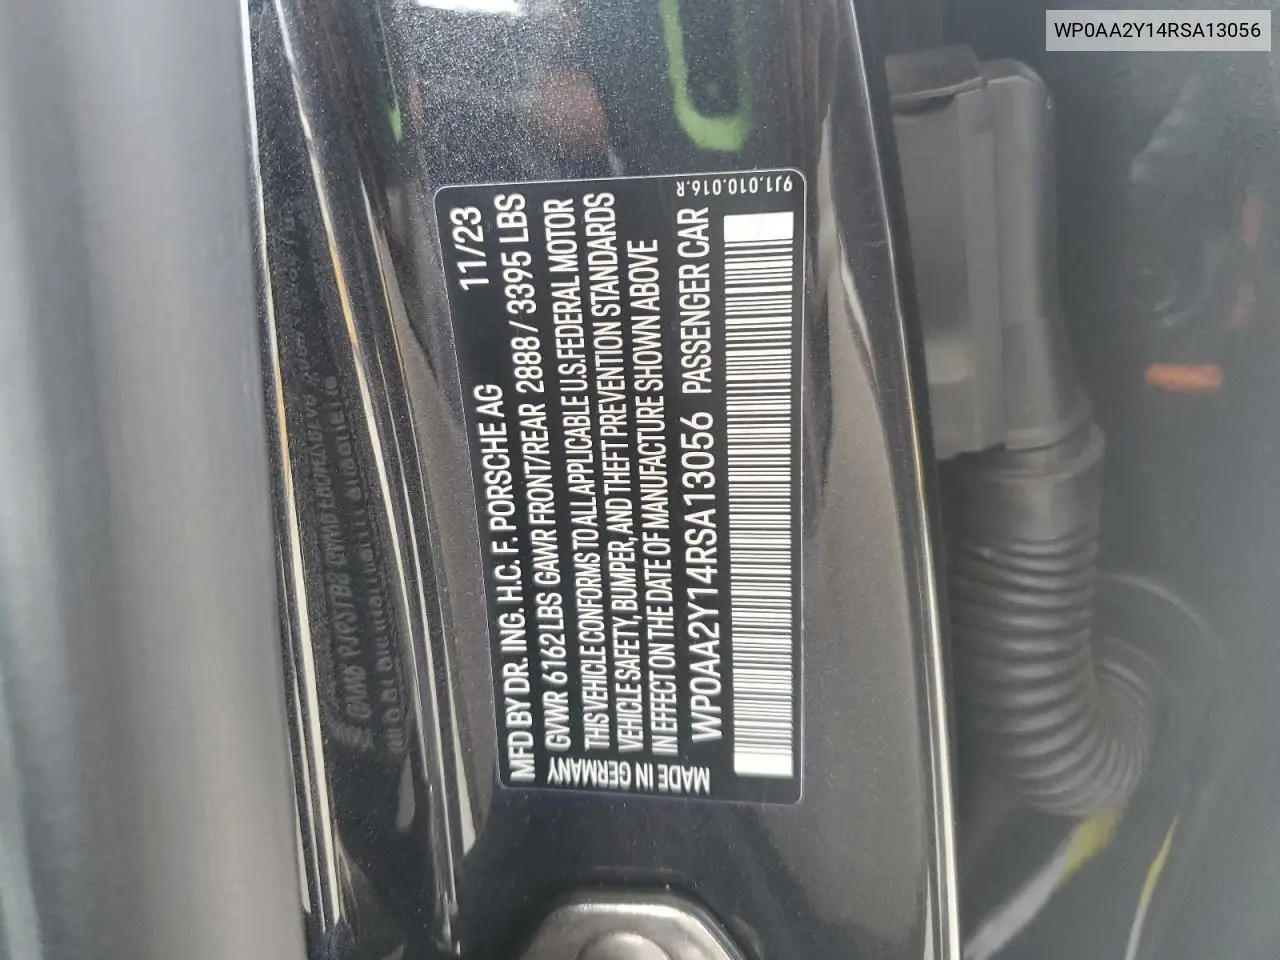 WP0AA2Y14RSA13056
MFD BY DR. ING. H.C. F. PORSCHE AG 11/23
GVWR 6162 LBS GAWR FRONT/REAR 2888 / 3395 LBS
THIS VEHICLE CONFORMS TO ALL APPLICABLE U.S. FEDERAL MOTOR
VEHICLE SAFETY, BUMPER, AND THEFT PREVENTION STANDARDS
IN EFFECT ON THE DATE OF MANUFACTURE SHOWN ABOVE
WP0AA2Y14RSA13056 PASSENGER CAR
MADE IN GERMANY
9J1.010.016.R